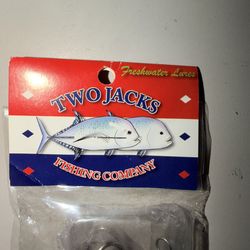 Freshwater Lures
TWO JACKS
FISHING COMPANY